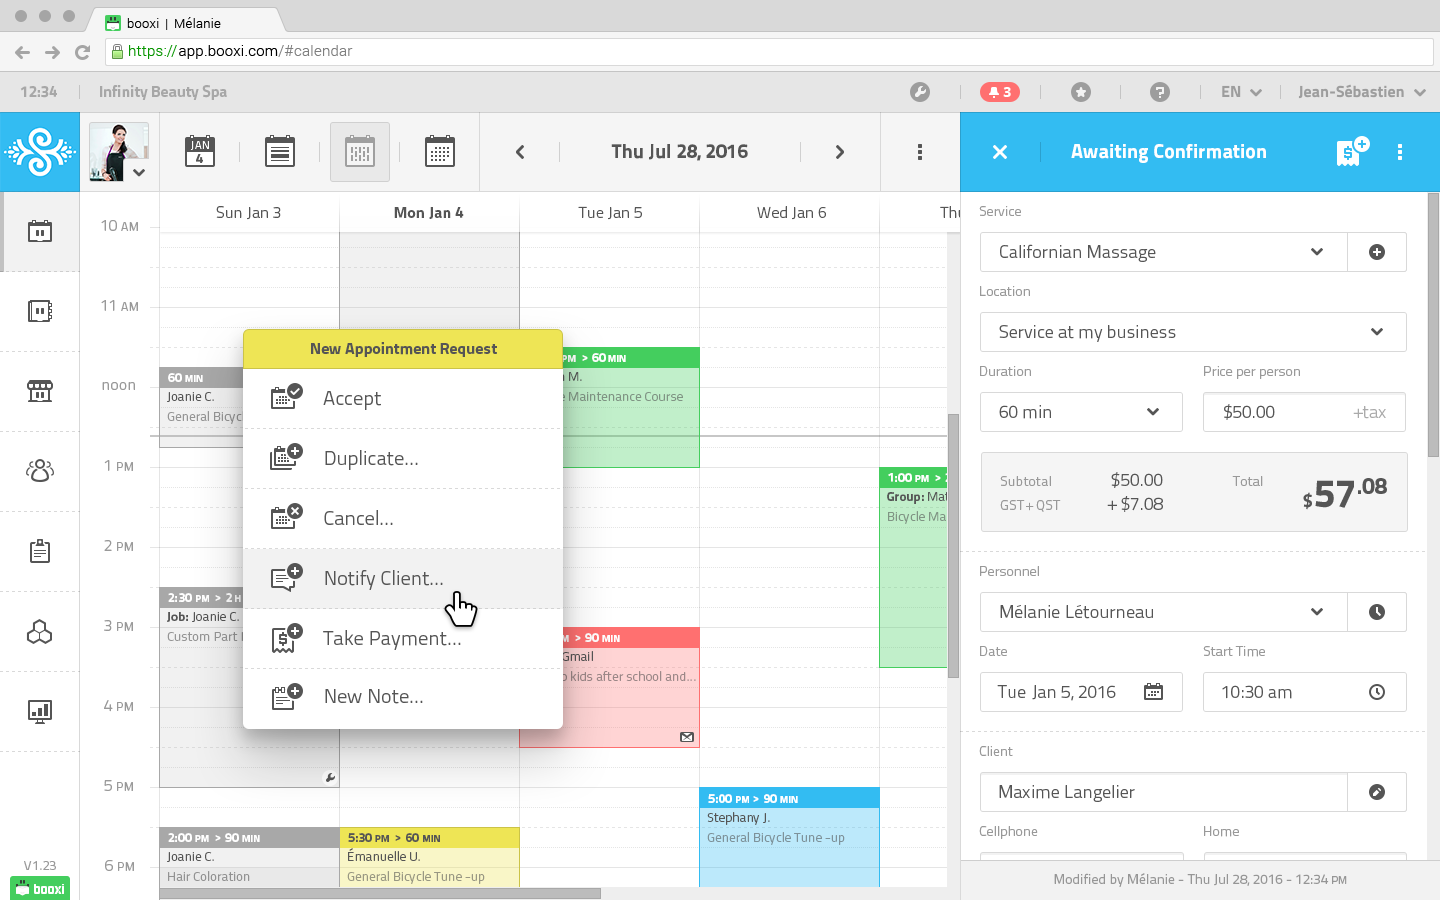 booxi | Mélanie
https://app.booxi.com/#calendar
12:34
Infinity Beauty Spa
3
EN
Jean-Sébastien
JAN
4
Thu Jul 28, 2016
Awaiting Confirmation
Sun Jan 3
Mon Jan 4
Tue Jan 5
Wed Jan 6
10 AM
11 AM
noon
1 PM
2 PM
3 PM
4 PM
5 PM
6 PM
60 MIN
Joanie C.
General Bicyc
2:30 PM > 2 H
Job: Joanie C.
Custom Part
2:00 PM > 90 MIN
Joanie C.
Hair Coloration
5:30 PM > 60 MIN
Émanuelle U.
General Bicycle Tune -up
New Appointment Request
Accept
Duplicate...
Cancel...
Notify Client...
Take Payment...
New Note...
PM > 60 MIN
M.
Maintenance Course
> 90 MIN
Gmail
kids after school and...
5:00 PM > 90 MIN
Stephany J.
General Bicycle Tune -up
1:00 PM >
Group: Mat
Bicycle Ma
Service
Californian Massage
Location
Service at my business
Duration
Price per person
60 min
$50.00
+tax
Subtotal
$50.00
GST+ QST
+ $7.08
Total
$57.08
Personnel
Mélanie Létourneau
Date
Start Time
Tue Jan 5, 2016
10:30 am
Client
Maxime Langelier
Cellphone
Home
Modified by Mélanie - Thu Jul 28, 2016 - 12:34 PM
V1.23
booxi